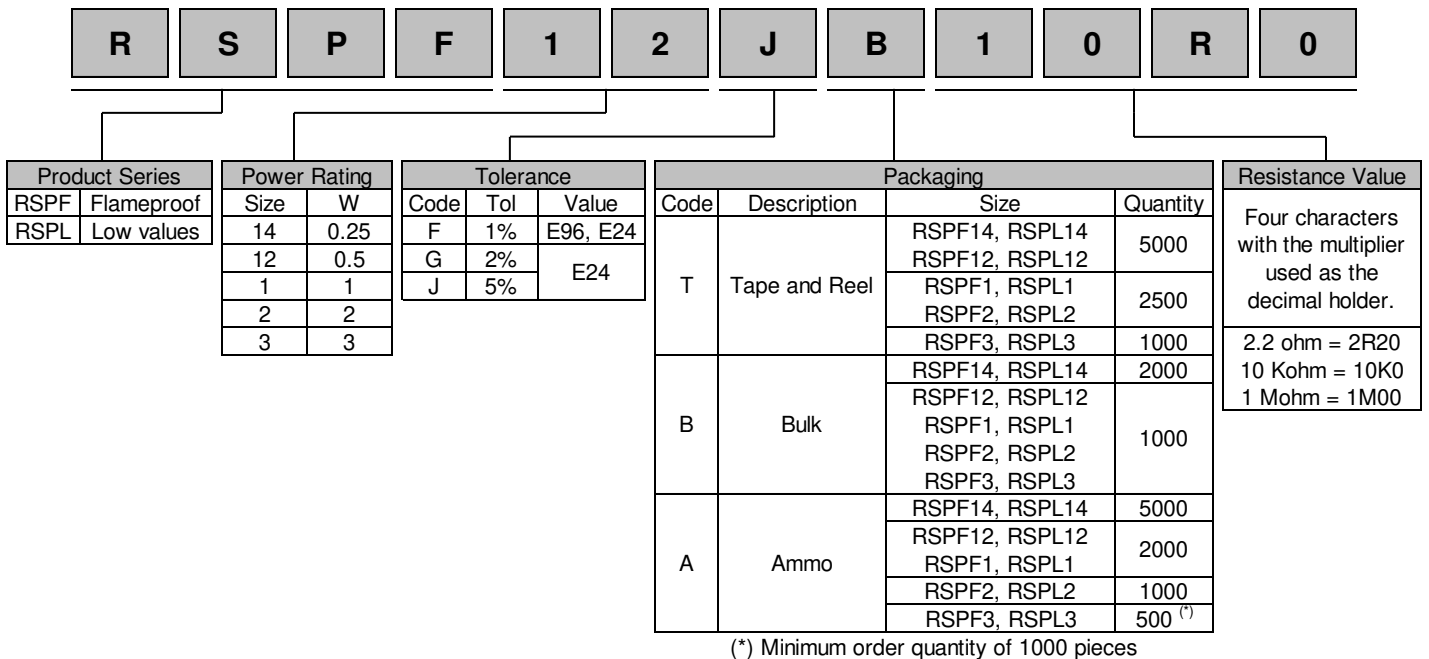 R S P F 1 2 J B 1 0 R 0
Product Series
RSPF Flameproof
RSPL Low values
Power Rating
Size W
14 0.25
12 0.5
1 1
2 2
3 3
Tolerance
Code Tol Value
F 1% E96, E24
G 2% E24
J 5%
Packaging
Code Description Size Quantity
T Tape and Reel
RSPF14, RSPL14
RSPF12, RSPL12
5000
RSPF1, RSPL1
RSPF2, RSPL2
2500
RSPF3, RSPL3 1000
B Bulk
RSPF14, RSPL14 2000
RSPF12, RSPL12
RSPF1, RSPL1
RSPF2, RSPL2
RSPF3, RSPL3
1000
A Ammo
RSPF14, RSPL14 5000
RSPF12, RSPL12
RSPF1, RSPL1
2000
RSPF2, RSPL2 1000
RSPF3, RSPL3 500 (*)
(*) Minimum order quantity of 1000 pieces
Resistance Value
Four characters
with the multiplier
used as the
decimal holder.
2.2 ohm = 2R20
10 Kohm = 10K0
1 Mohm = 1M00